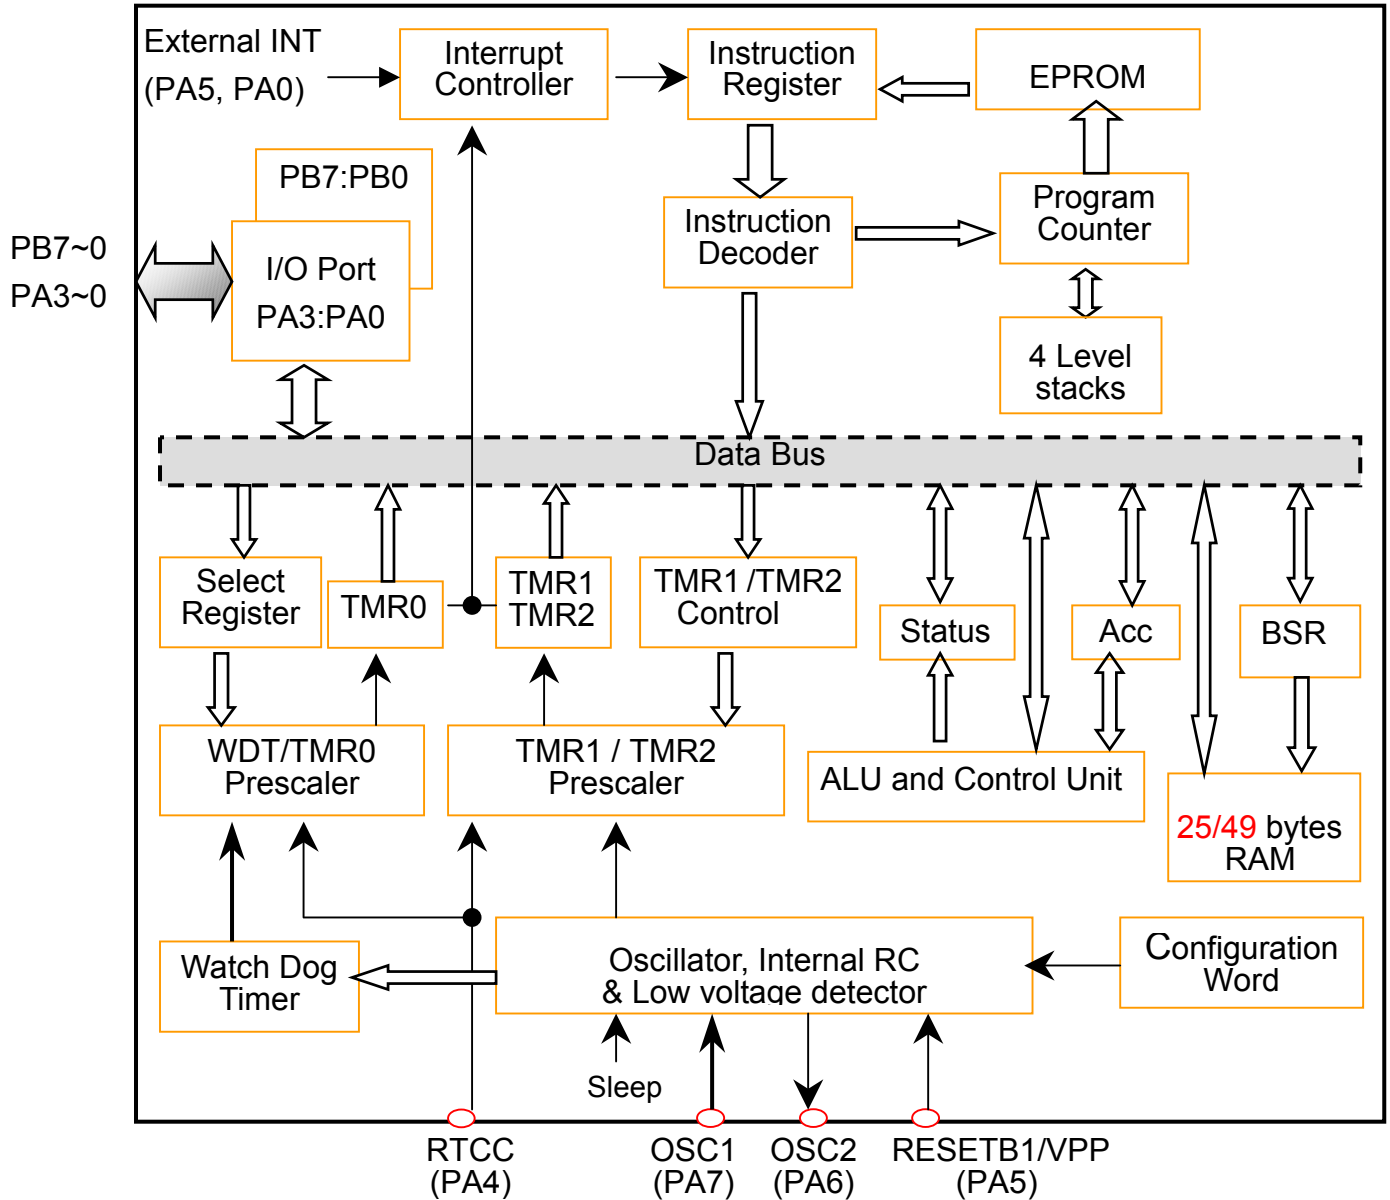 External INT
(PA5, PA0)
Interrupt
Controller
Instruction
Register
EPROM
PB7:PB0
I/O Port
PA3:PA0
PB7~0
PA3~0
Instruction
Decoder
Program
Counter
4 Level
stacks
Data Bus
Select
Register
TMR0
TMR1
TMR2
TMR1 /TMR2
Control
Status
Acc
BSR
WDT/TMR0
Prescaler
TMR1 / TMR2
Prescaler
ALU and Control Unit
25/49 bytes
RAM
Watch Dog
Timer
Oscillator, Internal RC
& Low voltage detector
Configuration
Word
Sleep
RTCC
(PA4)
OSC1
(PA7)
OSC2
(PA6)
RESETB1/VPP
(PA5)